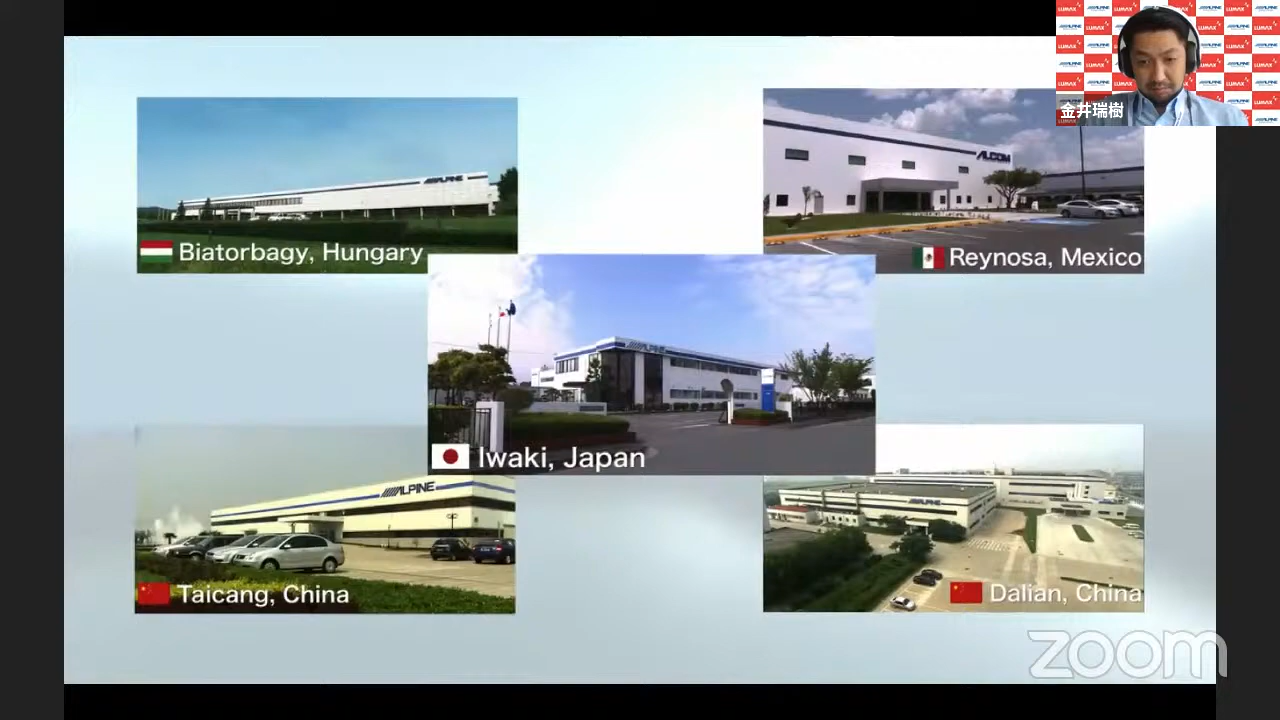 金井瑞樹
ALPINE
Biatorbagy, Hungary
ALCOM
Reynosa, Mexico
ALPINE
Iwaki, Japan
ALPINE
Taicang, China
ALPINE
Dalian, China
zoom